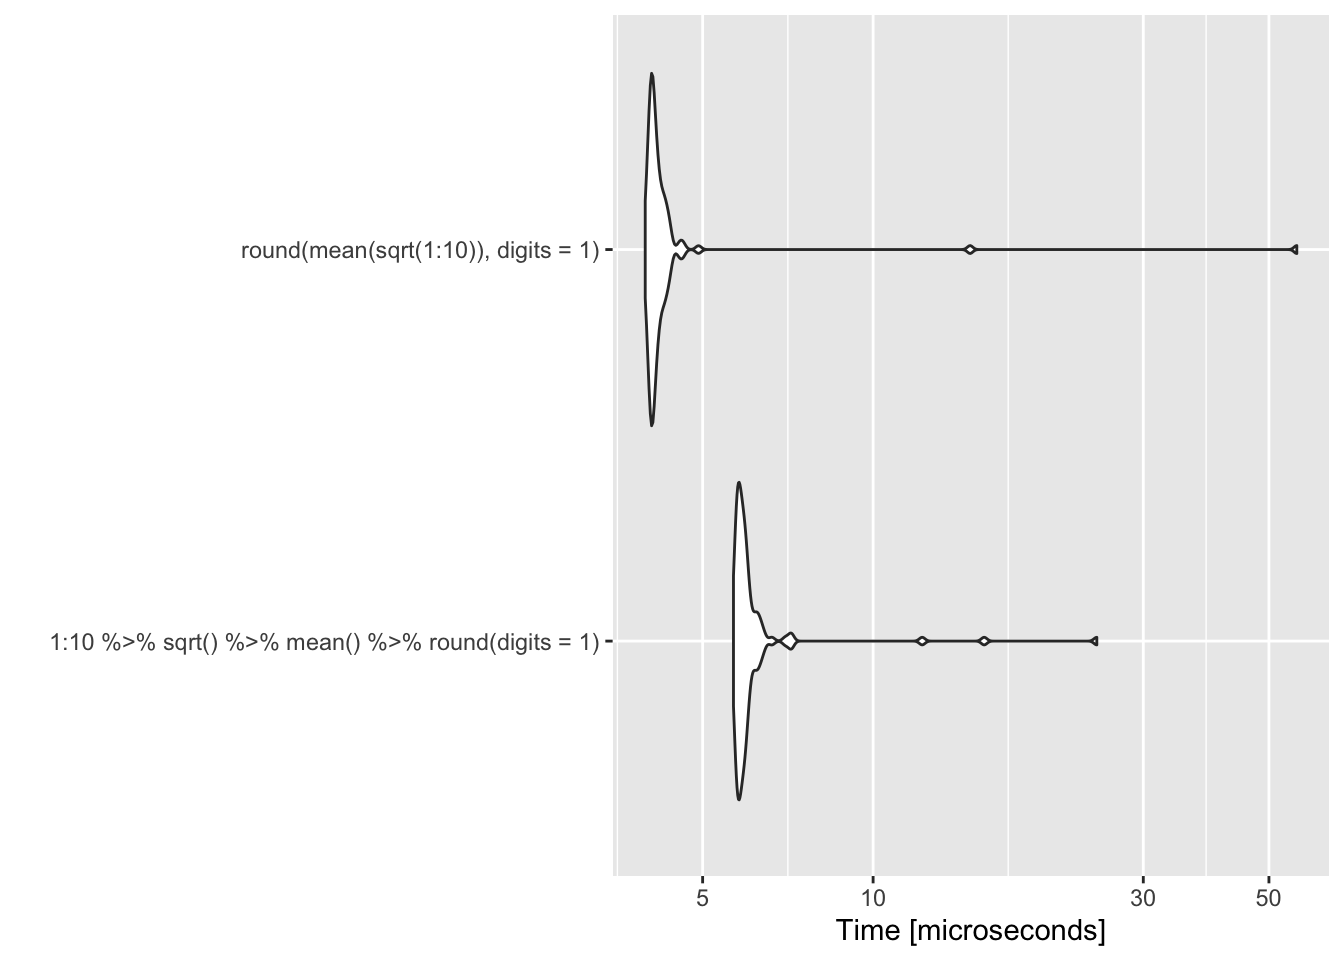 round(mean(sqrt(1:10)), digits = 1)
1:10 %>% sqrt() %>% mean() %>% round(digits = 1)
5 10 30 50
Time [microseconds]